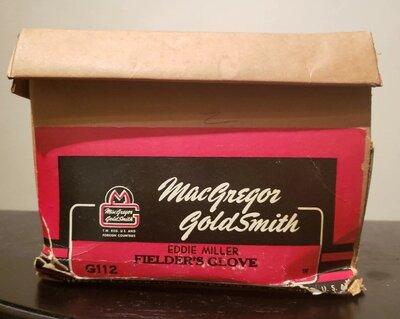 MacGregor
GoldSmith
MacGregor
GoldSmith
T.M. REG. U.S. AND
FOREIGN COUNTRIES
EDDIE MILLER
FIELDER'S GLOVE
G112
U.S.